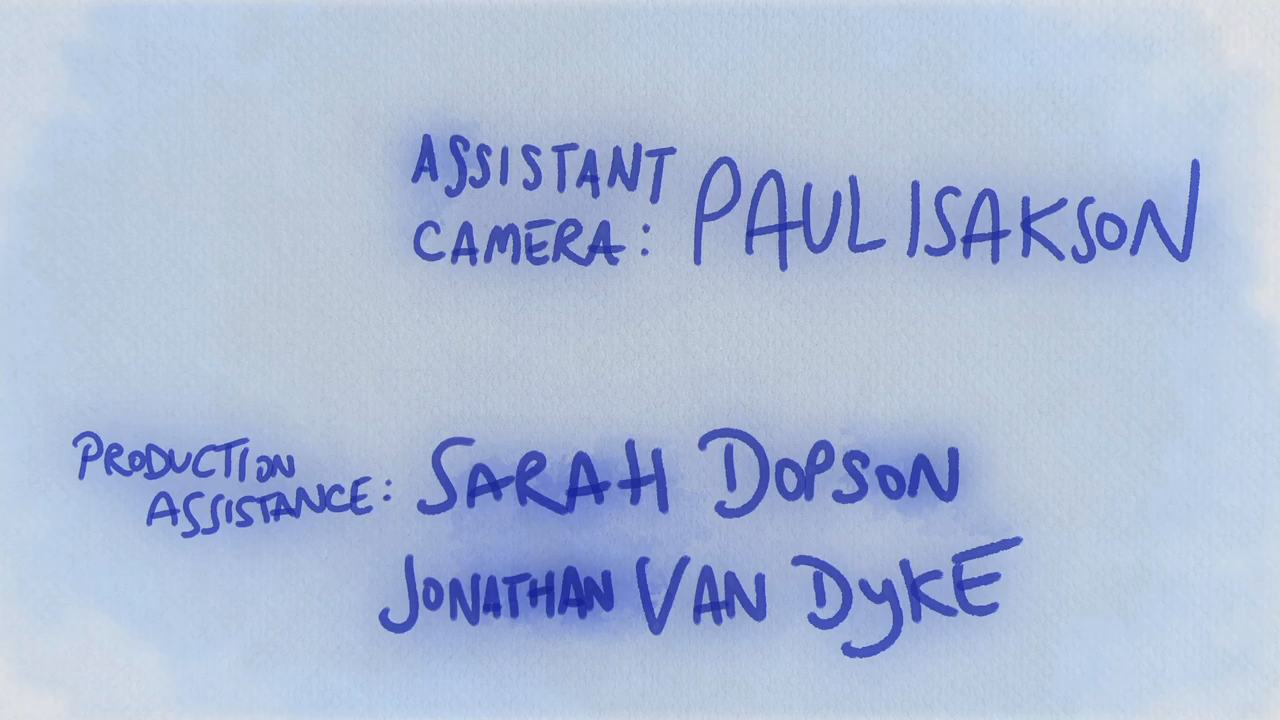 ASSISTANT
CAMERA: PAUL ISAKSON
PRODUCTION
ASSISTANCE: SARAH DOPSON
JONATHAN VAN DYKE